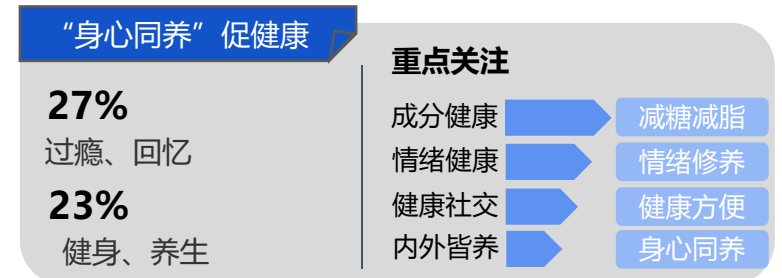 “身心同养”促健康
27%
过瘾、回忆
23%
健身、养生
重点关注
成分健康 减糖减脂
情绪健康 情绪修养
健康社交 健康方便
内外皆养 身心同养